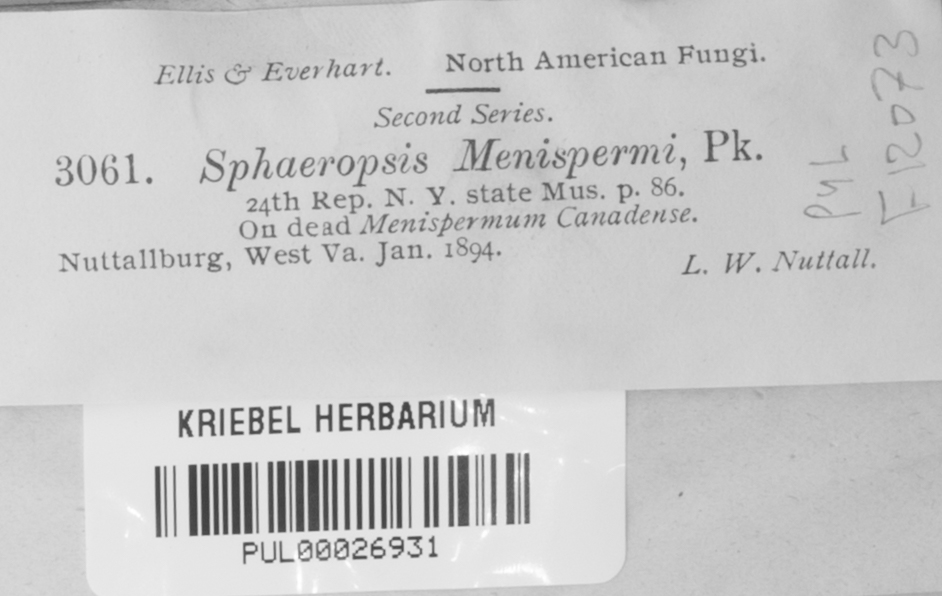 Ellis & Everhart. North American Fungi.
Second Series.
3061. Sphaeropsis Menispermi, Pk.
24th Rep. N. Y. state Mus. p. 86.
On dead Menispermum Canadense.
Nuttallburg, West Va. Jan. 1894.
L. W. Nuttall.
PUL
F12073
KRIEBEL HERBARIUM
PUL00026931